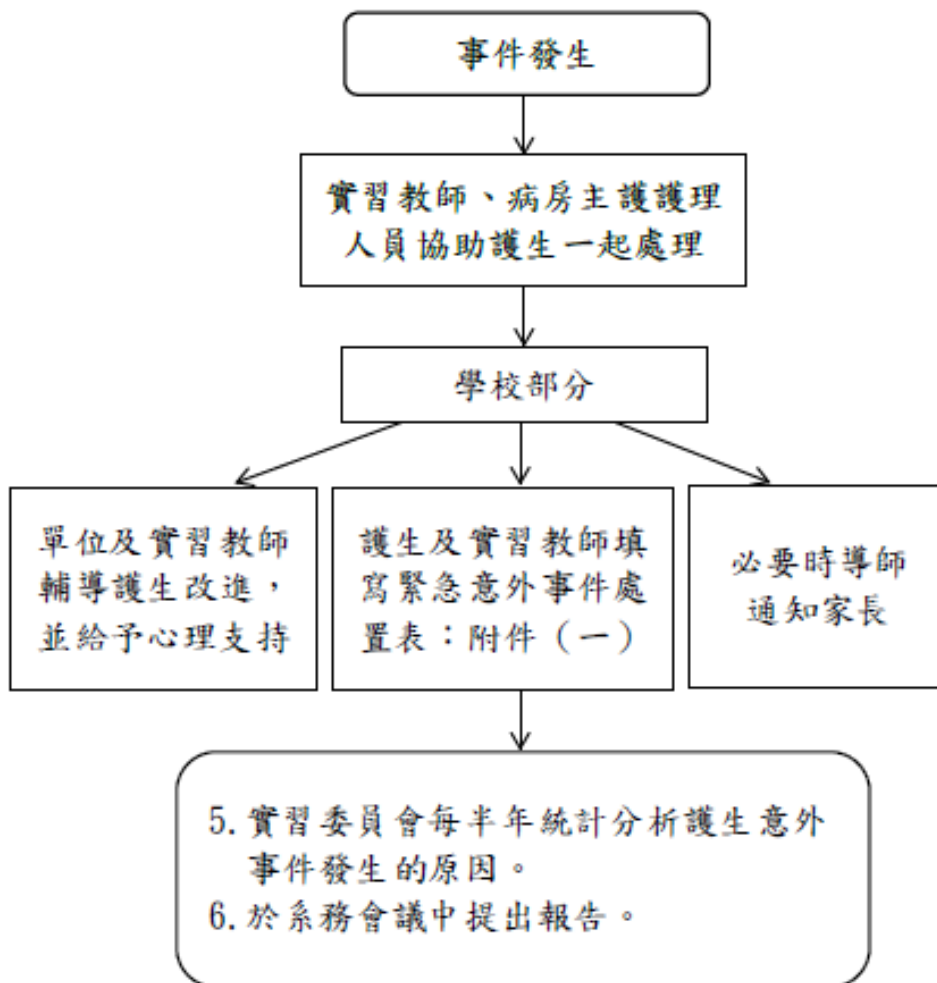 事件發生
實習教師、病房主護護理
人員協助護生一起處理
學校部分
單位及實習教師
輔導護生改進，
並給予心理支持
護生及實習教師填
寫緊急意外事件處
置表：附件（一）
必要時導師
通知家長
5. 實習委員會每半年統計分析護生意外
事件發生的原因。
6. 於系務會議中提出報告。